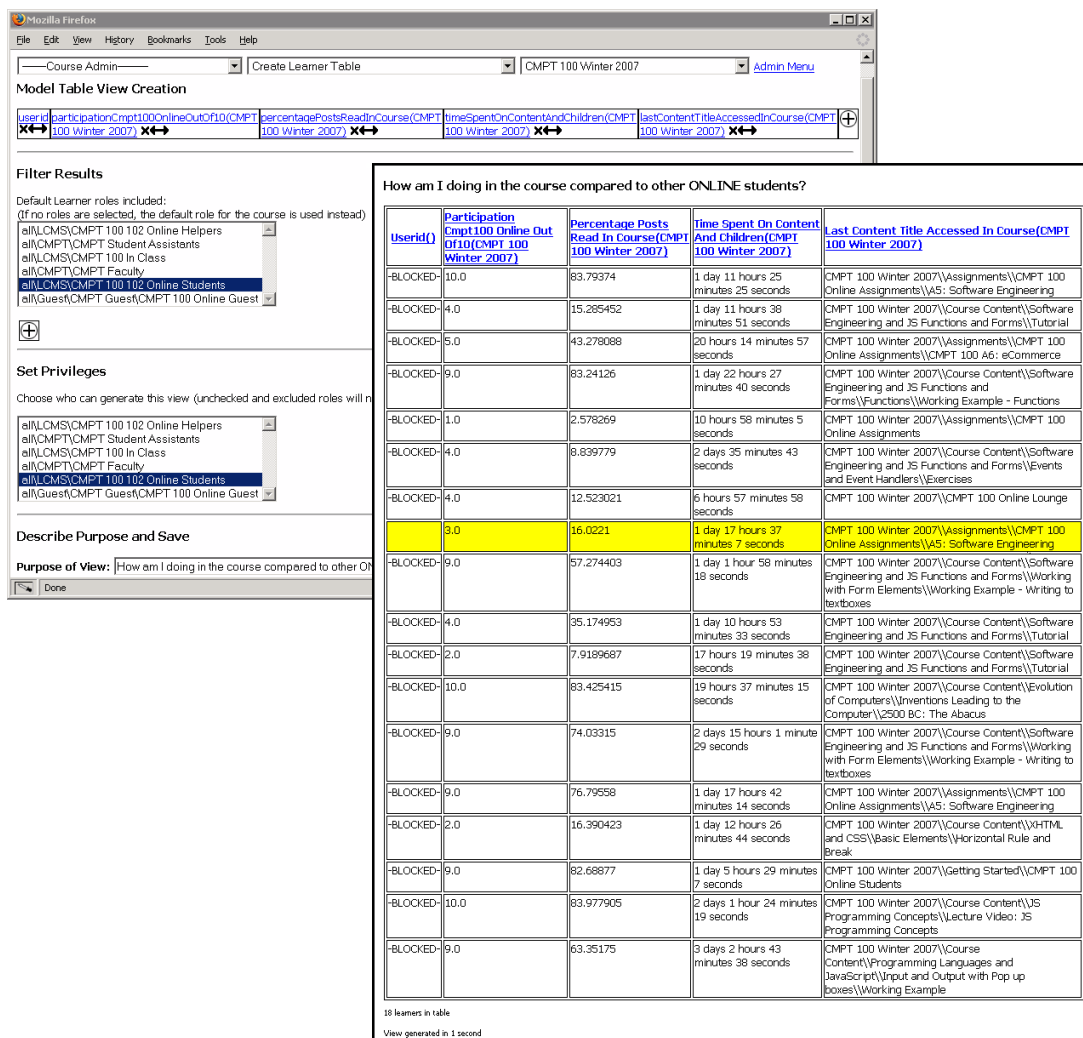 Mozilla Firefox
File Edit View History Bookmarks Tools Help
-----Course Admin----- Create Learner Table CMPT 100 Winter 2007 Admin Menu
Model Table View Creation
userid participationCmpt100OnlineOutOf10(CMPT percentagePostsReadInCourse(CMPT timeSpentOnContentAndChildren(CMPT lastContentTitleAccessedInCourse(CMPT
100 Winter 2007) 100 Winter 2007) 100 Winter 2007) 100 Winter 2007)
Filter Results
Default Learner roles included:
(If no roles are selected, the default role for the course is used instead)
all\LCMS\CMPT 100 102 Online Helpers
all\CMPT\CMPT Student Assistants
all\LCMS\CMPT 100 In Class
all\CMPT\CMPT Faculty
all\LCMS\CMPT 100 102 Online Students
all\Guest\CMPT Guest\CMPT 100 Online Guest
Set Privileges
Choose who can generate this view (unchecked and excluded roles will n
all\LCMS\CMPT 100 102 Online Helpers
all\CMPT\CMPT Student Assistants
all\LCMS\CMPT 100 In Class
all\CMPT\CMPT Faculty
all\LCMS\CMPT 100 102 Online Students
all\Guest\CMPT Guest\CMPT 100 Online Guest
Describe Purpose and Save
Purpose of View: How am I doing in the course compared to other ON
Done
How am I doing in the course compared to other ONLINE students?
Userid()
Participation
Cmpt100 Online Out
Of10(CMPT 100
Winter 2007)
Percentage Posts
Read In Course(CMPT
100 Winter 2007)
Time Spent On Content
And Children(CMPT
100 Winter 2007)
Last Content Title Accessed In Course(CMPT
100 Winter 2007)
-BLOCKED- 10.0 83.79374 1 day 11 hours 25 CMPT 100 Winter 2007\\Assignments\\CMPT 100
minutes 25 seconds Online Assignments\\A5: Software Engineering
-BLOCKED- 4.0 15.285452 1 day 11 hours 38 CMPT 100 Winter 2007\\Course Content\\Software
minutes 51 seconds Engineering and JS Functions and Forms\\Tutorial
-BLOCKED- 5.0 43.278088 20 hours 14 minutes 57 CMPT 100 Winter 2007\\Assignments\\CMPT 100
seconds Online Assignments\\CMPT 100 A6: eCommerce
-BLOCKED- 9.0 83.24126 1 day 22 hours 27 CMPT 100 Winter 2007\\Course Content\\Software
minutes 40 seconds Engineering and JS Functions and
Forms\\Functions\\Working Example - Functions
-BLOCKED- 1.0 2.578269 10 hours 58 minutes 5 CMPT 100 Winter 2007\\Assignments\\CMPT 100
seconds Online Assignments
-BLOCKED- 4.0 8.839779 2 days 35 minutes 43 CMPT 100 Winter 2007\\Course Content\\Software
seconds Engineering and JS Functions and Forms\\Events
and Event Handlers\\Exercises
-BLOCKED- 4.0 12.523021 6 hours 57 minutes 58 CMPT 100 Winter 2007\\CMPT 100 Online Lounge
seconds
3.0 16.0221 1 day 17 hours 37 CMPT 100 Winter 2007\\Assignments\\CMPT 100
minutes 7 seconds Online Assignments\\A5: Software Engineering
-BLOCKED- 9.0 57.274403 1 day 1 hour 58 minutes CMPT 100 Winter 2007\\Course Content\\Software
18 seconds Engineering and JS Functions and Forms\\Working
with Form Elements\\Working Example - Writing to
textboxes
-BLOCKED- 4.0 35.174953 1 day 10 hours 53 CMPT 100 Winter 2007\\Course Content\\Software
minutes 33 seconds Engineering and JS Functions and Forms\\Tutorial
-BLOCKED- 2.0 7.9189687 17 hours 19 minutes 38 CMPT 100 Winter 2007\\Course Content\\Software
seconds Engineering and JS Functions and Forms\\Tutorial
-BLOCKED- 10.0 83.425415 19 hours 37 minutes 15 CMPT 100 Winter 2007\\Course Content\\Evolution
seconds of Computers\\Inventions Leading to the
Computer\\2500 BC: The Abacus
-BLOCKED- 9.0 74.03315 2 days 15 hours 1 minute CMPT 100 Winter 2007\\Course Content\\Software
29 seconds Engineering and JS Functions and Forms\\Working
with Form Elements\\Working Example - Writing to
textboxes
-BLOCKED- 9.0 76.79558 1 day 17 hours 42 CMPT 100 Winter 2007\\Assignments\\CMPT 100
minutes 14 seconds Online Assignments\\A5: Software Engineering
-BLOCKED- 2.0 16.390423 1 day 12 hours 26 CMPT 100 Winter 2007\\Course Content\\XHTML
minutes 44 seconds and CSS\\Basic Elements\\Horizontal Rule and
Break
-BLOCKED- 9.0 82.68877 1 day 5 hours 29 minutes CMPT 100 Winter 2007\\Getting Started\\CMPT 100
7 seconds Online Students
-BLOCKED- 10.0 83.977905 2 days 1 hour 24 minutes CMPT 100 Winter 2007\\Course Content\\JS
19 seconds Programming Concepts\\Lecture Video: JS
Programming Concepts
-BLOCKED- 9.0 63.35175 3 days 2 hours 43 CMPT 100 Winter 2007\\Course
minutes 38 seconds Content\\Programming Languages and
JavaScript\\Input and Output with Pop up
boxes\\Working Example
18 learners in table
View generated in 1 second